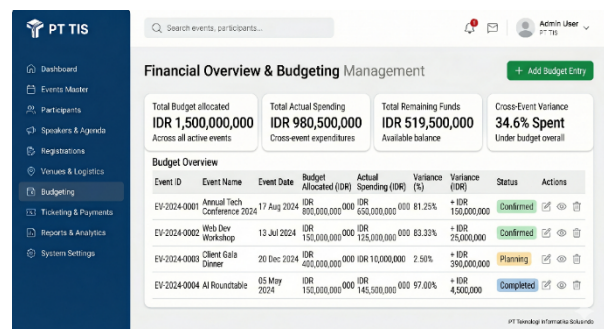 PT TIS
Search events, participants...
Admin User
PT TIS
Dashboard
Events Master
Participants
Speakers & Agenda
Registrations
Venues & Logistics
Budgeting
Ticketing & Payments
Reports & Analytics
System Settings
Financial Overview & Budgeting Management
+ Add Budget Entry
Total Budget allocated
IDR 1,500,000,000
Across all active events
Total Actual Spending
IDR 980,500,000
Cross-event expenditures
Total Remaining Funds
IDR 519,500,000
Available balance
Cross-Event Variance
34.6% Spent
Under budget overall
Budget Overview
Event ID Event Name Event Date Budget Allocated (IDR) Actual Spending (IDR) Variance (%) Variance (IDR) Status Actions
EV-2024-0001 Annual Tech Conference 2024 17 Aug 2024 IDR 800,000,000 000 IDR 650,000,000 000 81.25% + IDR 150,000,000 Confirmed
EV-2024-0002 Web Dev Workshop 13 Jul 2024 IDR 150,000,000 000 IDR 125,000,000 000 83.33% + IDR 25,000,000 Confirmed
EV-2024-0003 Client Gala Dinner 20 Dec 2024 IDR 400,000,000 000 IDR 10,000,000 2.50% + IDR 390,000,000 Planning
EV-2024-0004 AI Roundtable 05 May 2024 IDR 150,000,000 000 IDR 145,500,000 000 97.00% + IDR 4,500,000 Completed
PT Teknologi Informatika Solusindo